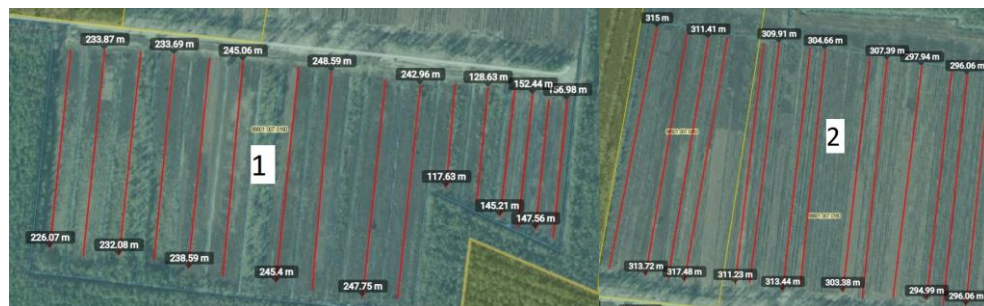 233.87 m
233.69 m
245.06 m
248.59 m
242.96 m
128.63 m
152.44 m
156.98 m
1
117.63 m
145.21 m
147.56 m
226.07 m
232.08 m
238.59 m
245.4 m
247.75 m
315 m
311.41 m
309.91 m
304.66 m
307.39 m
297.94 m
296.06 m
2
313.72 m
317.48 m
311.23 m
313.44 m
303.38 m
294.99 m
296.06 m